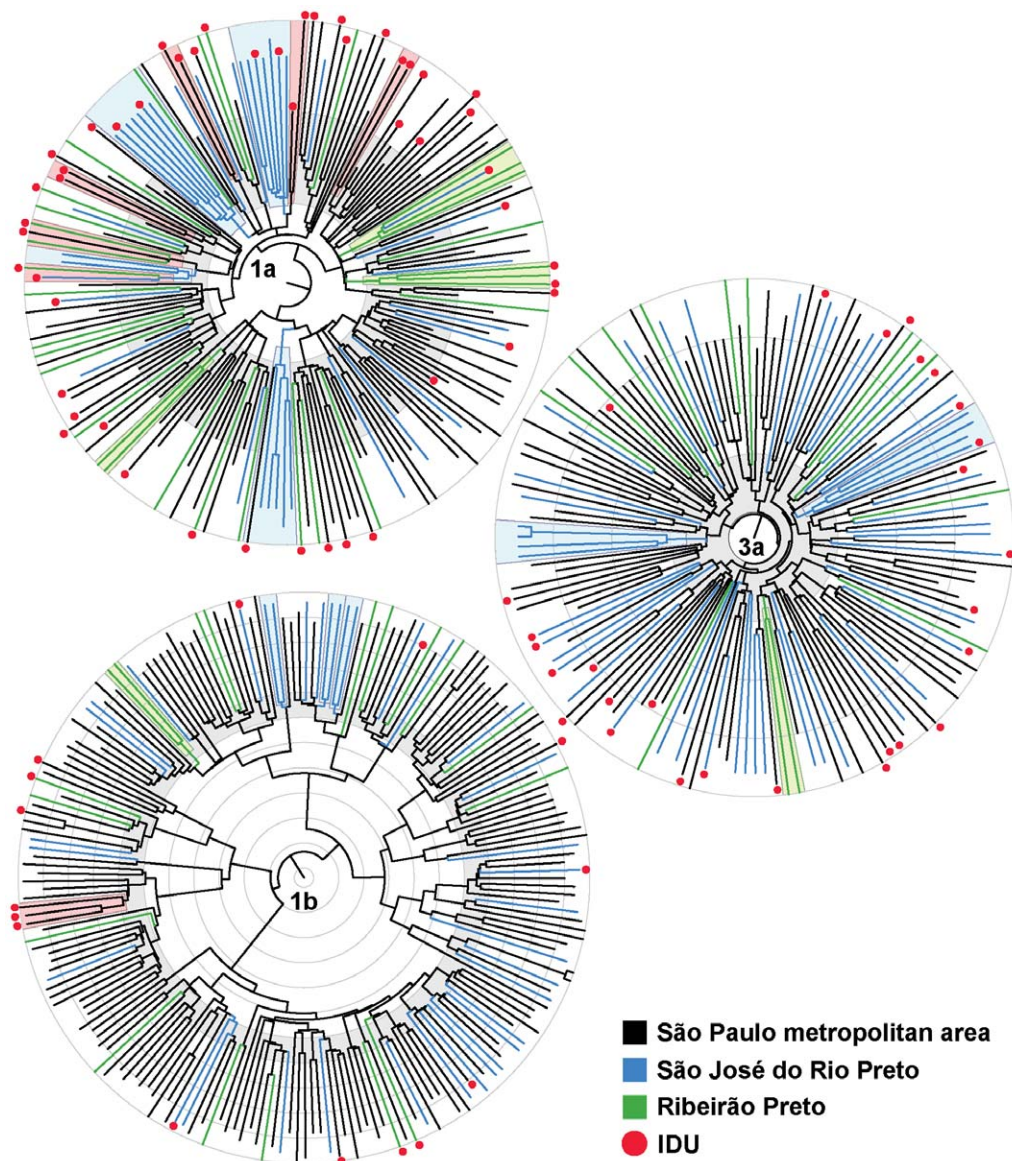 1a
3a
1b
São Paulo metropolitan area
São José do Rio Preto
Ribeirão Preto
IDU